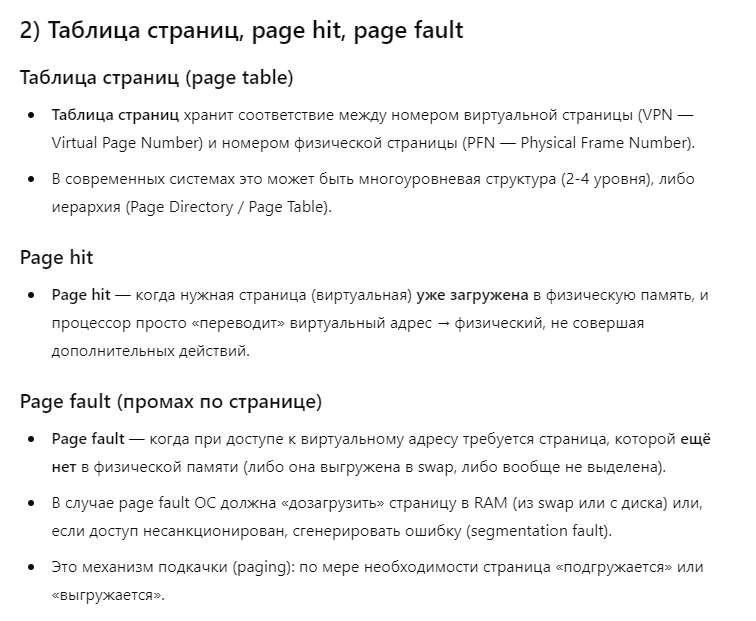 2) Таблица страниц, page hit, page fault
Таблица страниц (page table)
• Таблица страниц хранит соответствие между номером виртуальной страницы (VPN —
Virtual Page Number) и номером физической страницы (PFN — Physical Frame Number).
• В современных системах это может быть многоуровневая структура (2-4 уровня), либо
иерархия (Page Directory / Page Table).
Page hit
• Page hit — когда нужная страница (виртуальная) уже загружена в физическую память, и
процессор просто «переводит» виртуальный адрес → физический, не совершая
дополнительных действий.
Page fault (промах по странице)
• Page fault — когда при доступе к виртуальному адресу требуется страница, которой ещё
нет в физической памяти (либо она выгружена в swap, либо вообще не выделена).
• В случае page fault ОС должна «дозагрузить» страницу в RAM (из swap или с диска) или,
если доступ несанкционирован, сгенерировать ошибку (segmentation fault).
• Это механизм подкачки (paging): по мере необходимости страница «подгружается» или
«выгружается».